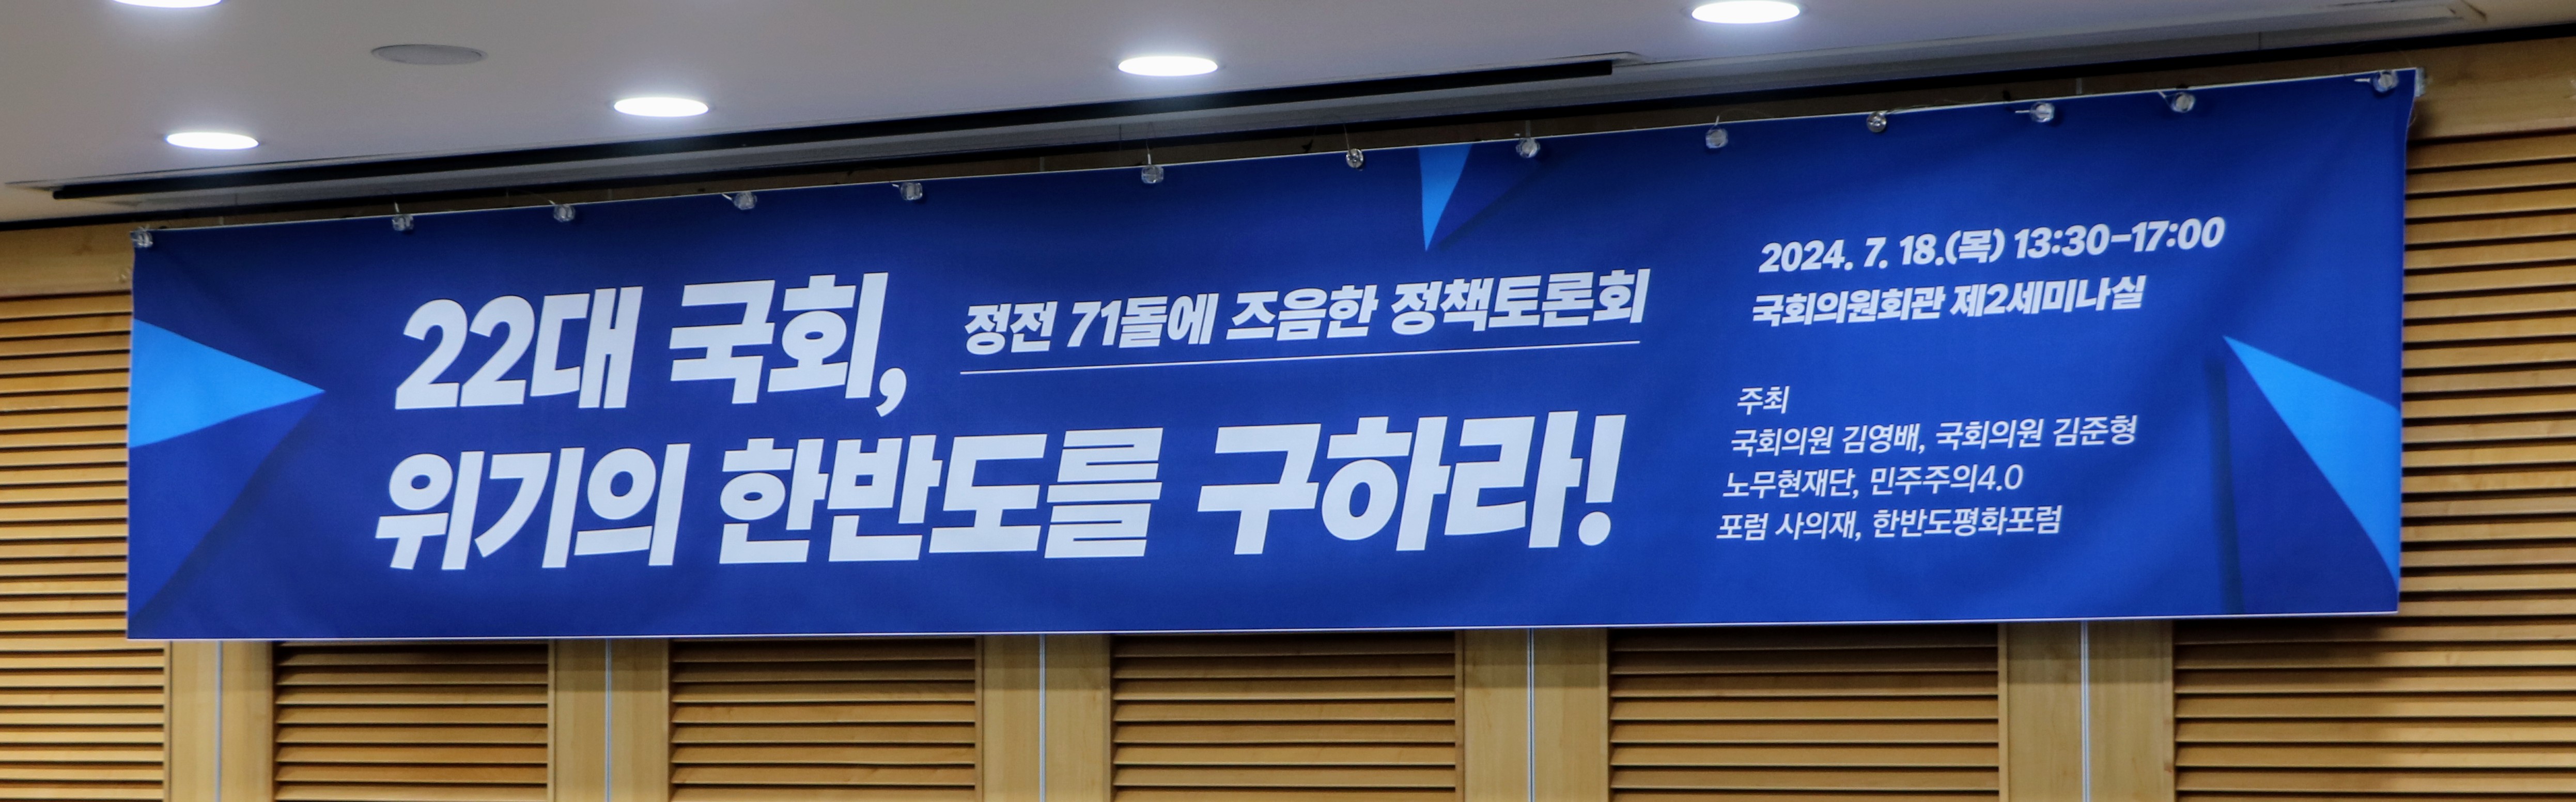 22대 국회,
정전 71돌에 즈음한 정책토론회
위기의 한반도를 구하라!
2024. 7. 18.(목) 13:30-17:00
국회의원회관 제2세미나실
주최
국회의원 김영배, 국회의원 김준형
노무현재단, 민주주의4.0
포럼 사의재, 한반도평화포럼